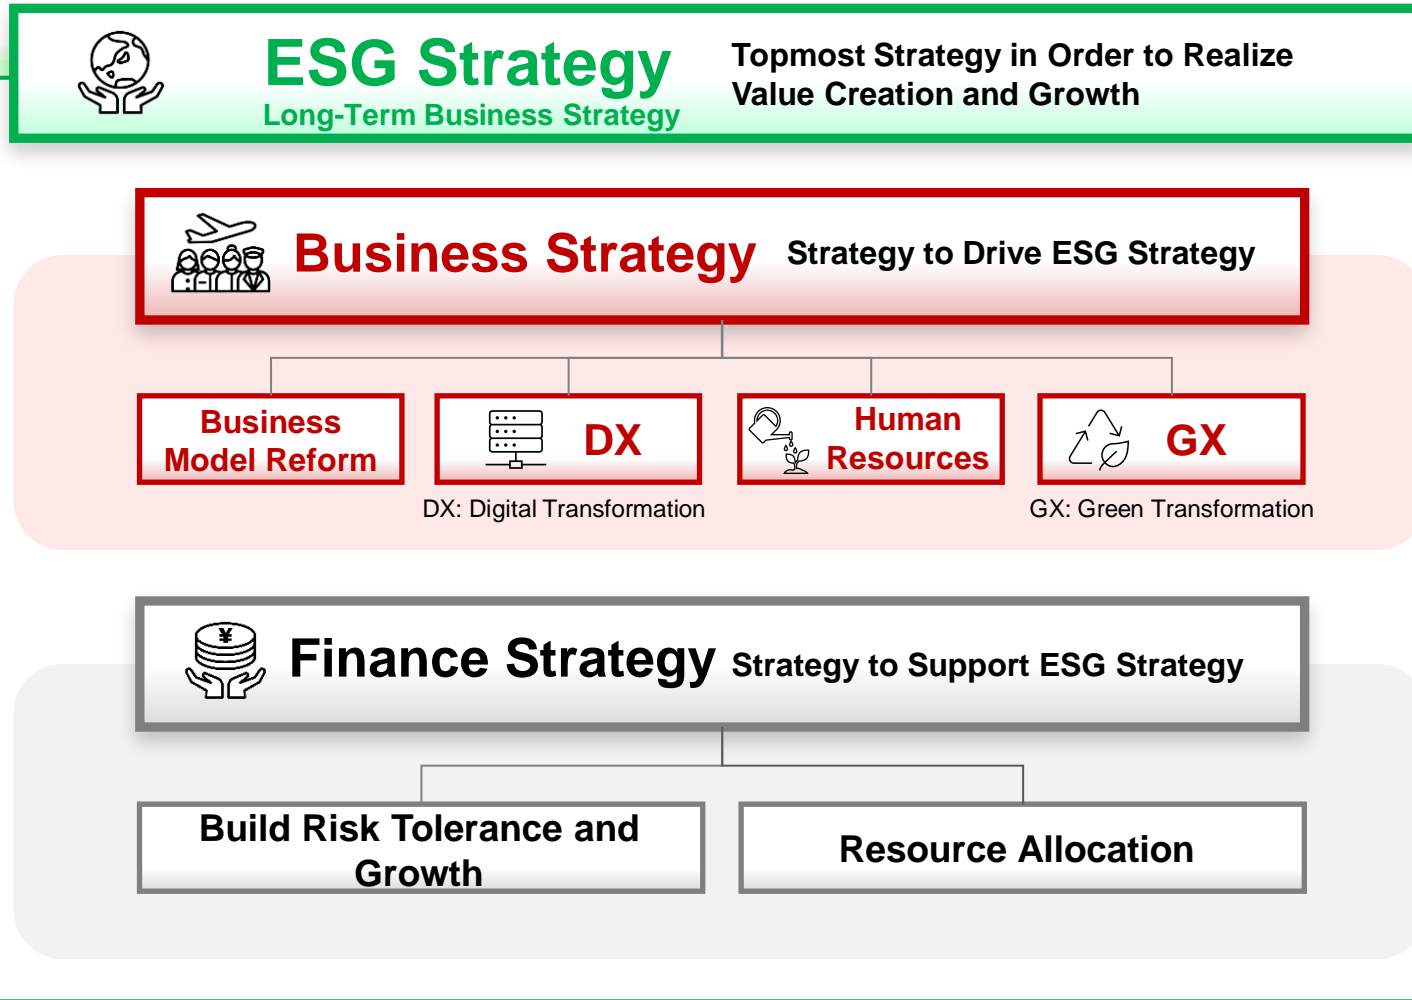 ESG Strategy
Long-Term Business Strategy
Topmost Strategy in Order to Realize
Value Creation and Growth
Business Strategy
Strategy to Drive ESG Strategy
Business
Model Reform
DX
Human
Resources
GX
DX: Digital Transformation
GX: Green Transformation
¥
Finance Strategy
Strategy to Support ESG Strategy
Build Risk Tolerance and
Growth
Resource Allocation